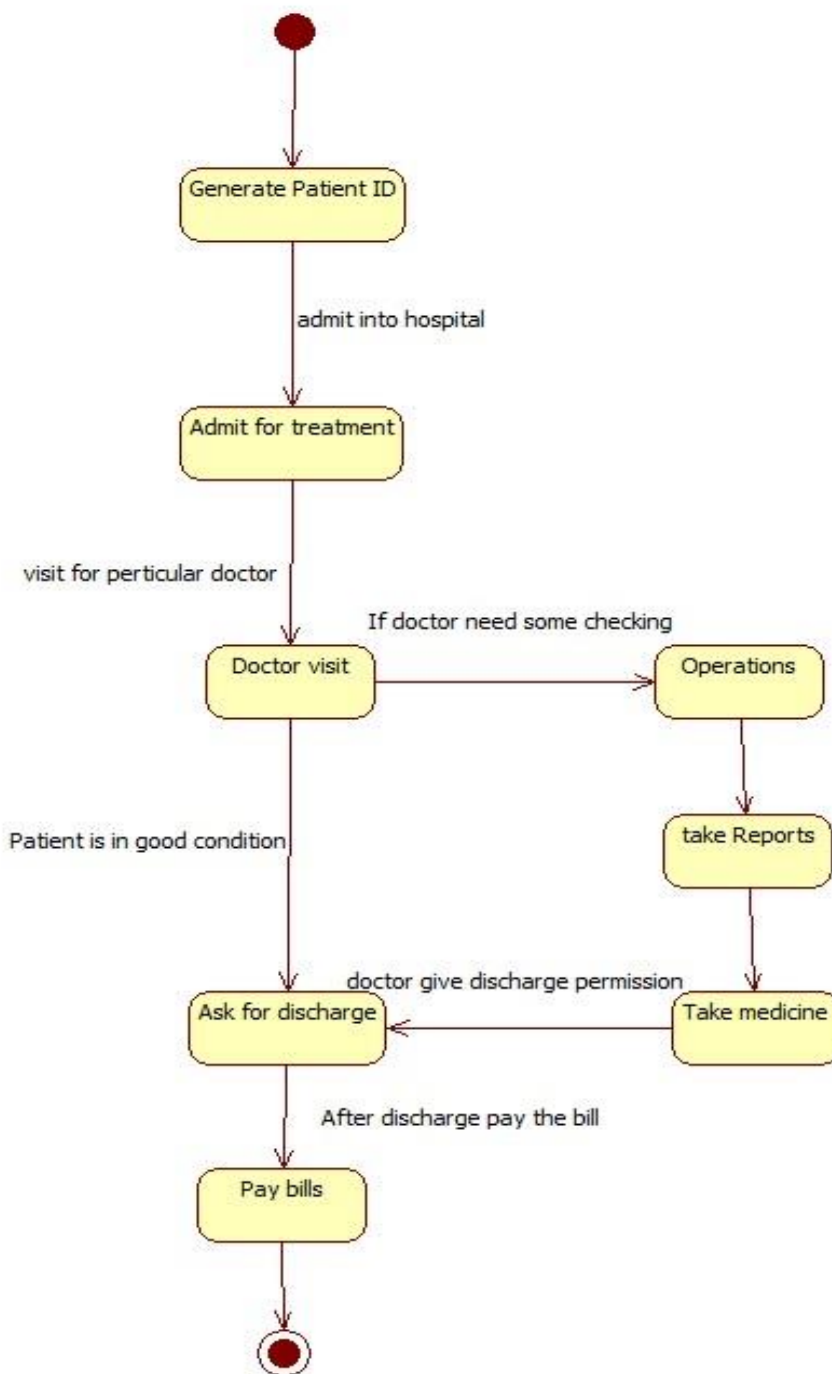 Generate Patient ID
admit into hospital
Admit for treatment
visit for perticular doctor
If doctor need some checking
Doctor visit
Operations
Patient is in good condition
take Reports
doctor give discharge permission
Ask for discharge
Take medicine
After discharge pay the bill
Pay bills